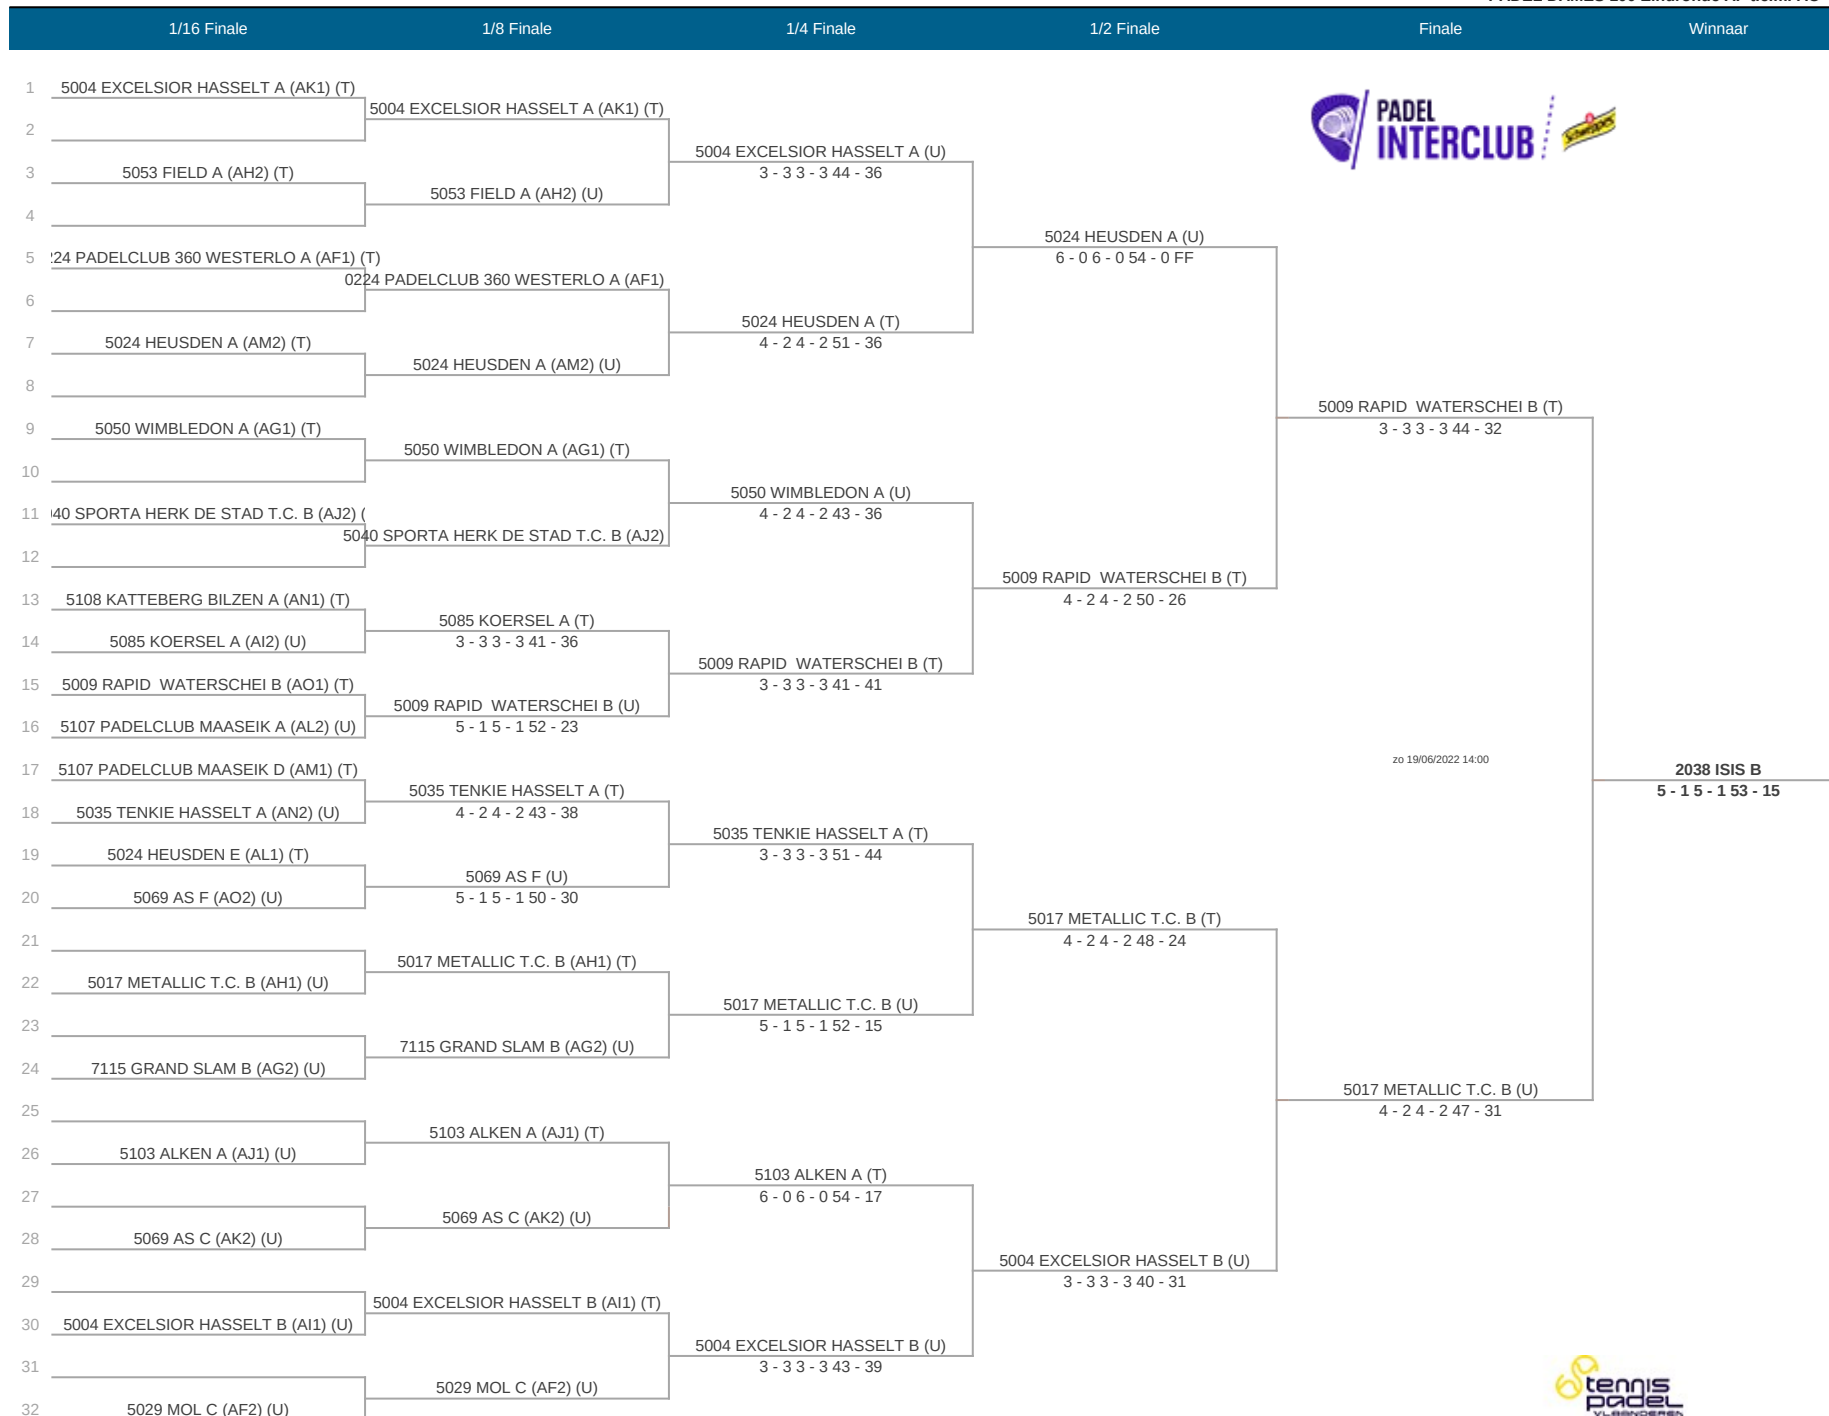 1/16 Finale 1/8 Finale 1/4 Finale 1/2 Finale Finale Winnaar
1 5004 EXCELSIOR HASSELT A (AK1) (T)
5004 EXCELSIOR HASSELT A (AK1) (T)
2
5004 EXCELSIOR HASSELT A (U)
3 5053 FIELD A (AH2) (T) 3 - 3 3 - 3 44 - 36
5053 FIELD A (AH2) (U)
4
5024 HEUSDEN A (U)
5 24 PADELCLUB 360 WESTERLO A (AF1) (T) 6 - 0 6 - 0 54 - 0 FF
0224 PADELCLUB 360 WESTERLO A (AF1)
6
5024 HEUSDEN A (T)
7 5024 HEUSDEN A (AM2) (T) 4 - 2 4 - 2 51 - 36
5024 HEUSDEN A (AM2) (U)
8
5009 RAPID WATERSCHEI B (T)
9 5050 WIMBLEDON A (AG1) (T) 3 - 3 3 - 3 44 - 32
5050 WIMBLEDON A (AG1) (T)
10
5050 WIMBLEDON A (U)
11 40 SPORTA HERK DE STAD T.C. B (AJ2) ( 4 - 2 4 - 2 43 - 36
5040 SPORTA HERK DE STAD T.C. B (AJ2)
12
5009 RAPID WATERSCHEI B (T)
13 5108 KATTEBERG BILZEN A (AN1) (T) 4 - 2 4 - 2 50 - 26
5085 KOERSEL A (T)
14 5085 KOERSEL A (AI2) (U) 3 - 3 3 - 3 41 - 36
5009 RAPID WATERSCHEI B (T)
15 5009 RAPID WATERSCHEI B (AO1) (T) 3 - 3 3 - 3 41 - 41
5009 RAPID WATERSCHEI B (U)
16 5107 PADELCLUB MAASEIK A (AL2) (U) 5 - 1 5 - 1 52 - 23
zo 19/06/2022 14:00
17 5107 PADELCLUB MAASEIK D (AM1) (T) 2038 ISIS B
5035 TENKIE HASSELT A (T) 5 - 1 5 - 1 53 - 15
18 5035 TENKIE HASSELT A (AN2) (U) 4 - 2 4 - 2 43 - 38
5035 TENKIE HASSELT A (T)
19 5024 HEUSDEN E (AL1) (T) 3 - 3 3 - 3 51 - 44
5069 AS F (U)
20 5069 AS F (AO2) (U) 5 - 1 5 - 1 50 - 30
5017 METALLIC T.C. B (T)
21 4 - 2 4 - 2 48 - 24
5017 METALLIC T.C. B (AH1) (T)
22 5017 METALLIC T.C. B (AH1) (U)
5017 METALLIC T.C. B (U)
23 5 - 1 5 - 1 52 - 15
7115 GRAND SLAM B (AG2) (U)
24 7115 GRAND SLAM B (AG2) (U)
5017 METALLIC T.C. B (U)
25 4 - 2 4 - 2 47 - 31
5103 ALKEN A (AJ1) (T)
26 5103 ALKEN A (AJ1) (U)
5103 ALKEN A (T)
27 6 - 0 6 - 0 54 - 17
5069 AS C (AK2) (U)
28 5069 AS C (AK2) (U)
5004 EXCELSIOR HASSELT B (U)
29 3 - 3 3 - 3 40 - 31
5004 EXCELSIOR HASSELT B (AI1) (T)
30 5004 EXCELSIOR HASSELT B (AI1) (U)
5004 EXCELSIOR HASSELT B (U)
31 3 - 3 3 - 3 43 - 39
5029 MOL C (AF2) (U)
32 5029 MOL C (AF2) (U)
PADEL
INTERCLUB
Schweppes
tennis
padel
VLAANDEREN